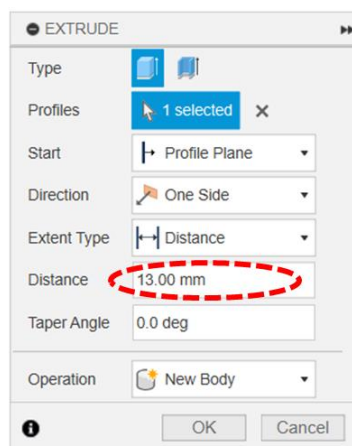 EXTRUDE
Type
Profiles 1 selected
Start Profile Plane
Direction One Side
Extent Type Distance
Distance 13.00 mm
Taper Angle 0.0 deg
Operation New Body
OK Cancel